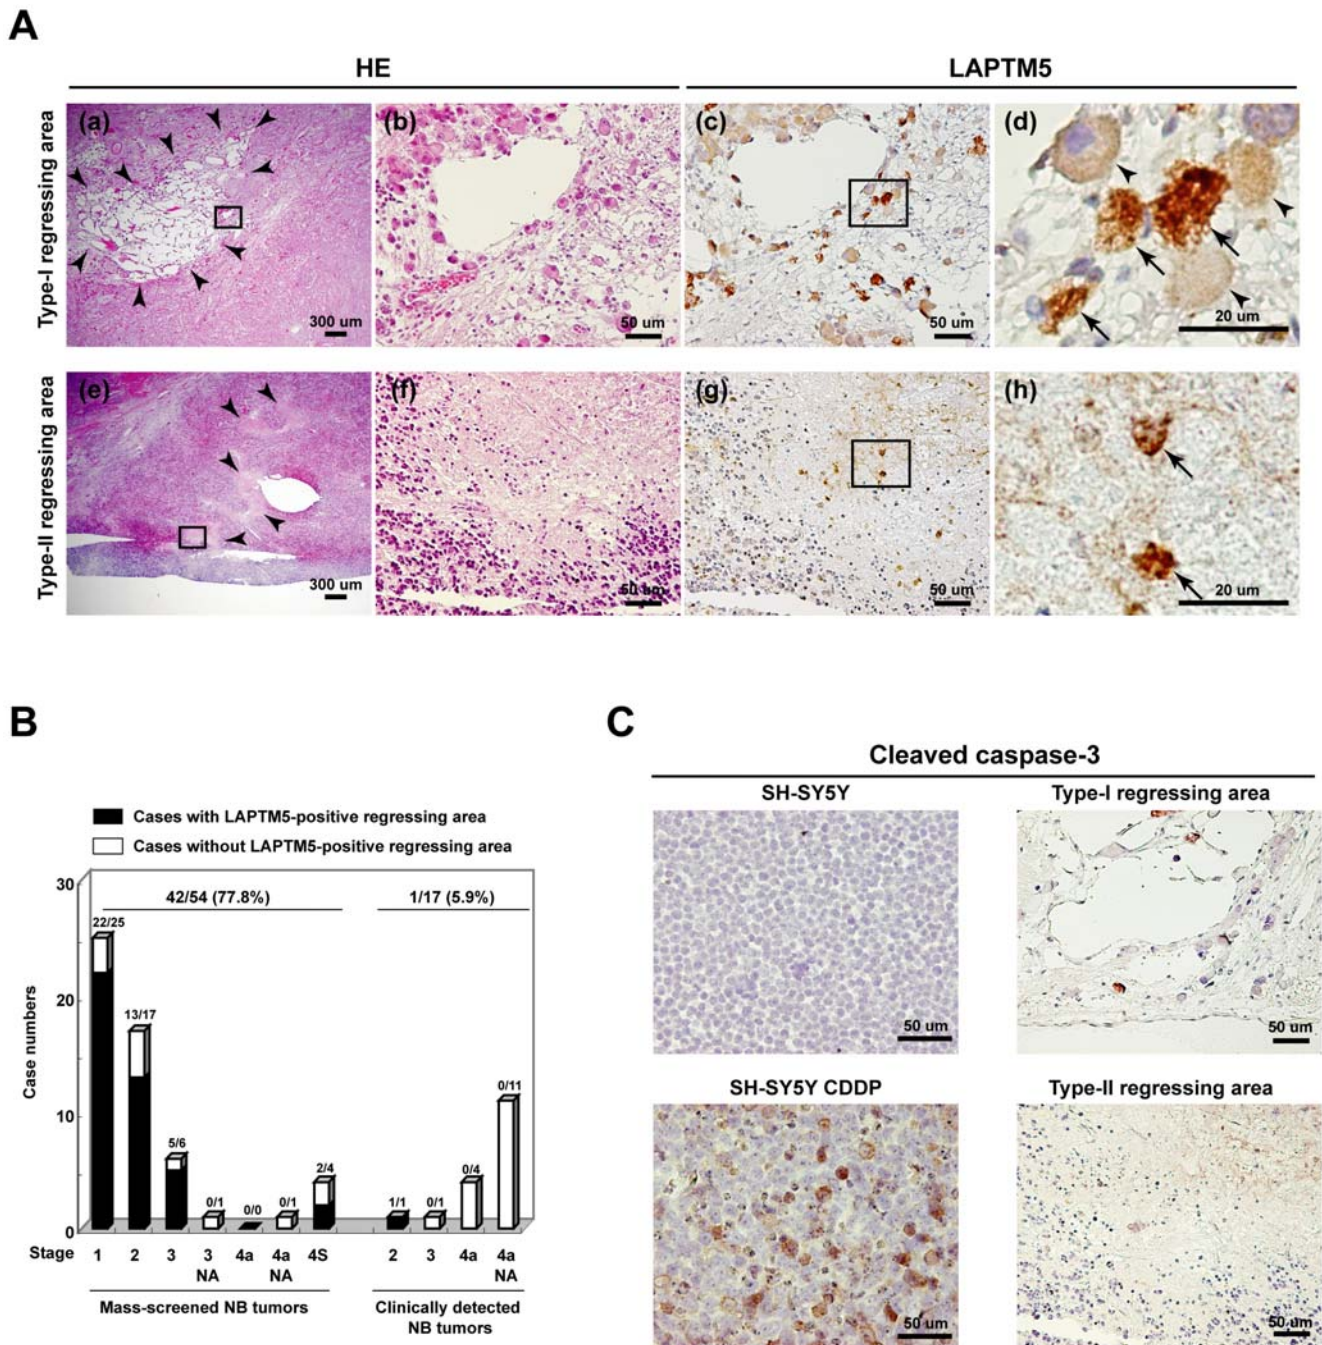 A
HE
LAPTM5
Type-I regressing area
(a)
(b)
(c)
(d)
300 um
50 um
50 um
20 um
Type-II regressing area
(e)
(f)
(g)
(h)
300 um
50 um
50 um
20 um
B
Cases with LAPTM5-positive regressing area
Cases without LAPTM5-positive regressing area
Case numbers
30
20
10
0
42/54 (77.8%)
1/17 (5.9%)
22/25
13/17
5/6
0/1
0/0
0/1
2/4
1/1
0/1
0/4
0/11
Stage 1 2 3 3 4a 4a 4S 2 3 4a 4a
NA NA NA
Mass-screened NB tumors
Clinically detected
NB tumors
C
Cleaved caspase-3
SH-SY5Y
Type-I regressing area
50 um
50 um
SH-SY5Y CDDP
Type-II regressing area
50 um
50 um